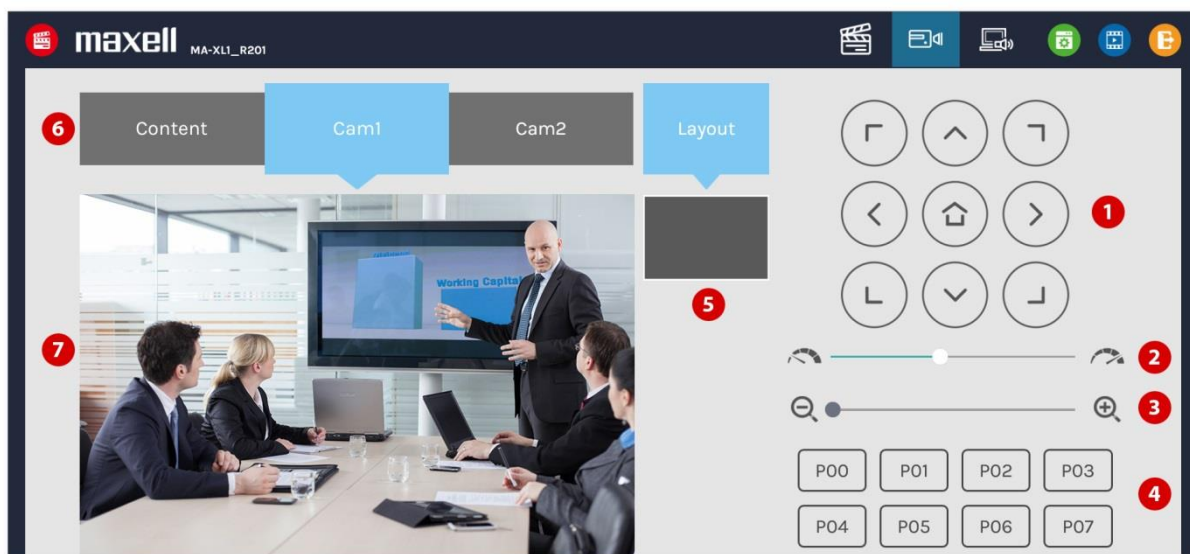 maxell MA-XL1_R201
6 Content Cam1 Cam2 Layout
1
5
Working Capital
7
2
3
P00 P01 P02 P03
4
P04 P05 P06 P07